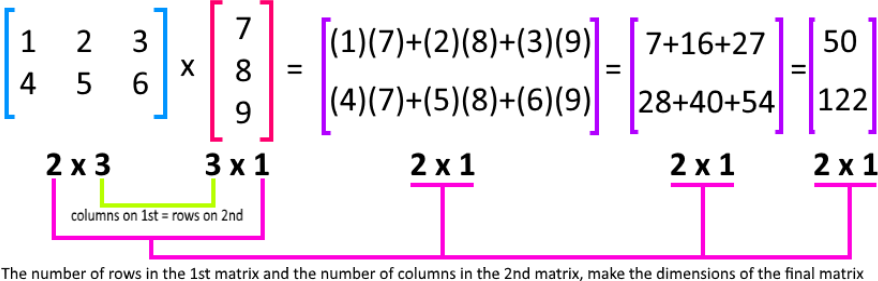 1 2 3
4 5 6
x
7
8
9
=
(1)(7)+(2)(8)+(3)(9)
(4)(7)+(5)(8)+(6)(9)
=
7+16+27
28+40+54
=
50
122
2 x 3 3 x 1 2 x 1 2 x 1 2 x 1
columns on 1st = rows on 2nd
The number of rows in the 1st matrix and the number of columns in the 2nd matrix, make the dimensions of the final matrix